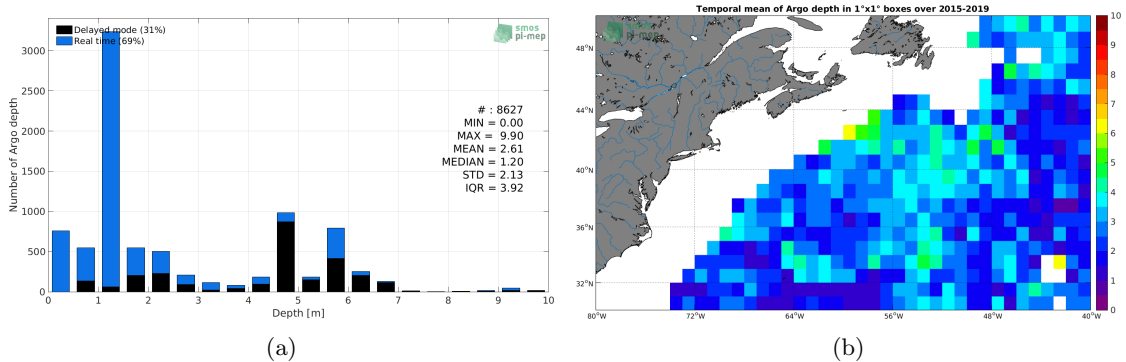 Delayed mode (31%)
Real time (69%)
smos
pi-mep
# : 8627
MIN = 0.00
MAX = 9.90
MEAN = 2.61
MEDIAN = 1.20
STD = 2.13
IQR = 3.92
Number of Argo depth
3000
2500
2000
1500
1000
500
0
0 1 2 3 4 5 6 7 8 9 10
Depth [m]
(a)
Temporal mean of Argo depth in 1°x1° boxes over 2015-2019
smos
pi-mep
48°N
44°N
40°N
36°N
32°N
80°W 72°W 64°W 56°W 48°W 40°W
10
9
8
7
6
5
4
3
2
1
0
(b)